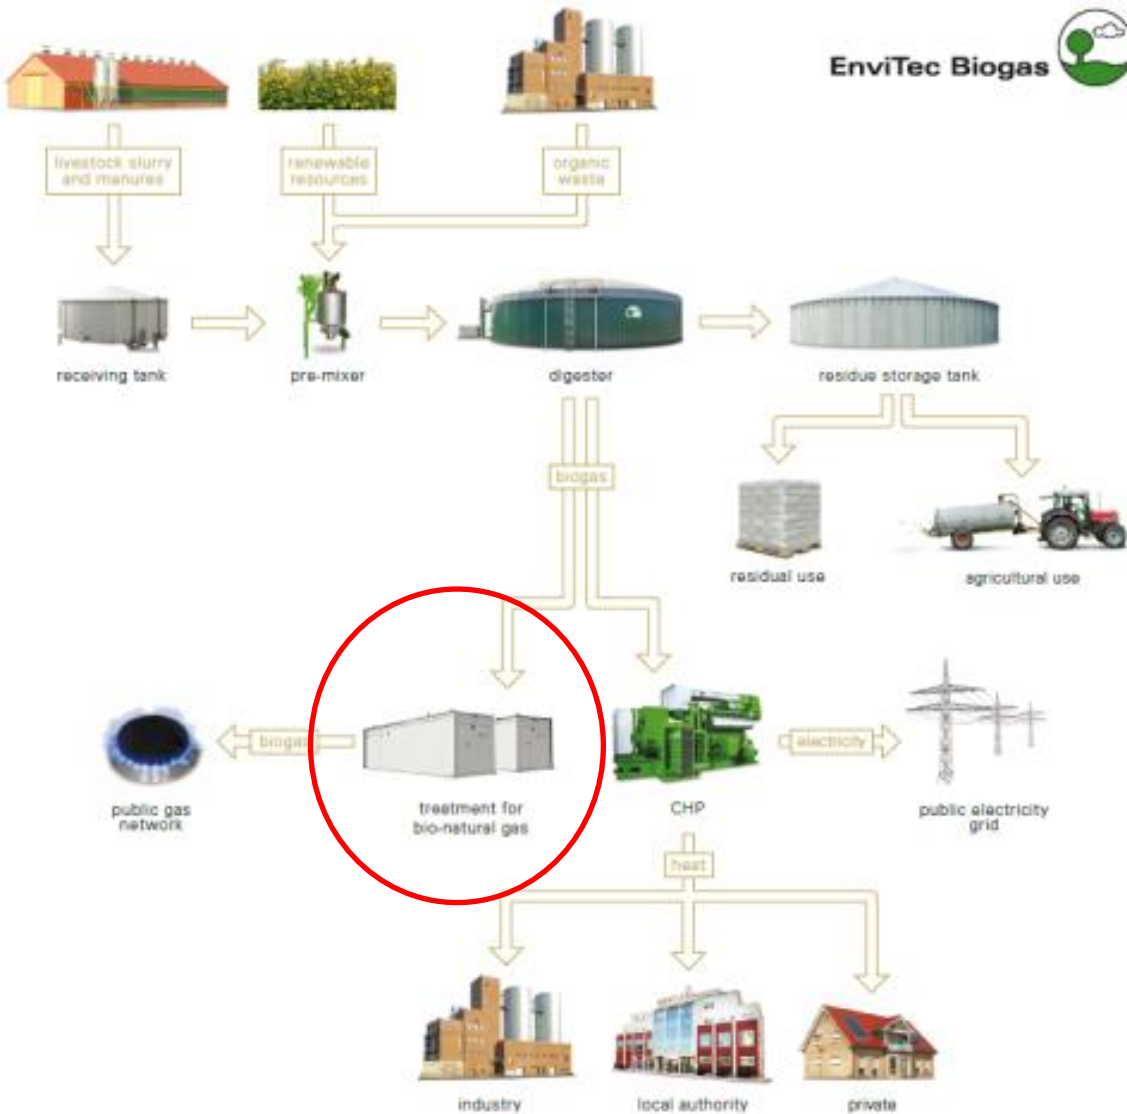 EnviTec Biogas
livestock slurry
and manures
renewable
resources
organic
waste
receiving tank
pre-mixer
digester
residue storage tank
biogas
residual use
agricultural use
biogas
electricity
public gas
network
treatment for
bio-natural gas
CHP
public electricity
grid
heat
industry
local authority
private